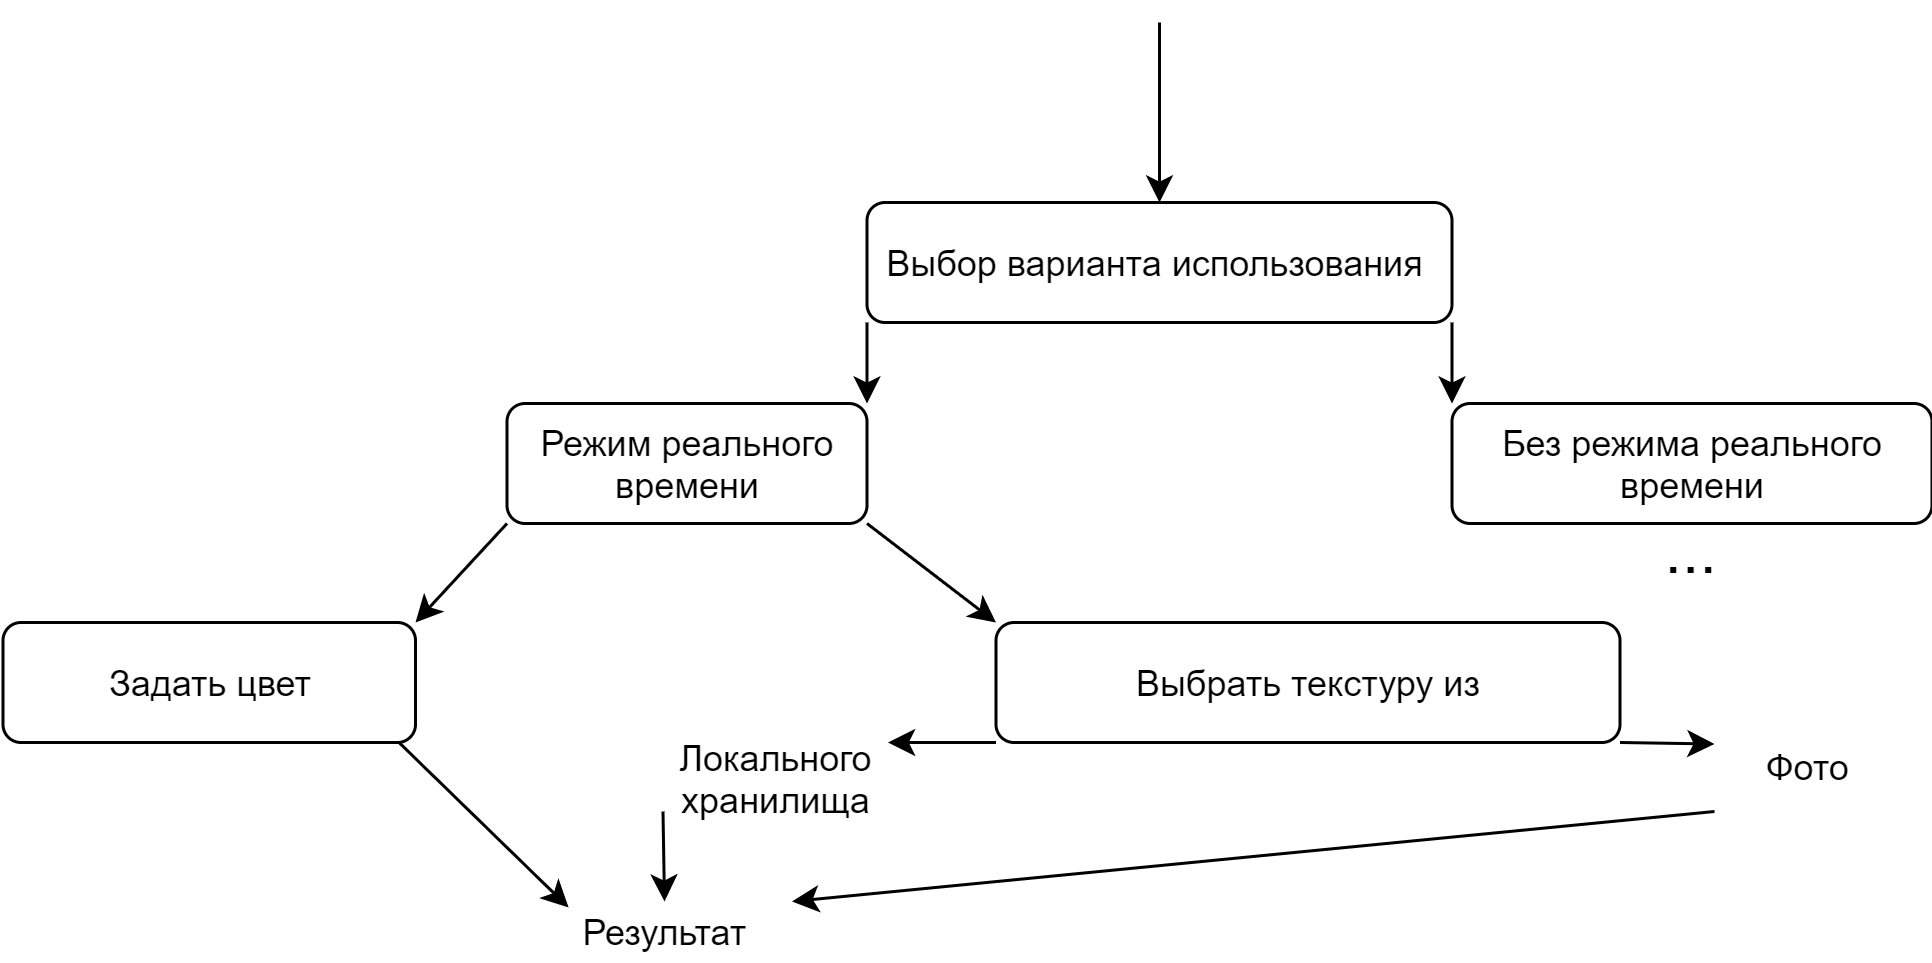 Выбор варианта использования
Режим реального
времени
Без режима реального
времени
...
Задать цвет
Выбрать текстуру из
Локального
хранилища
Фото
Результат